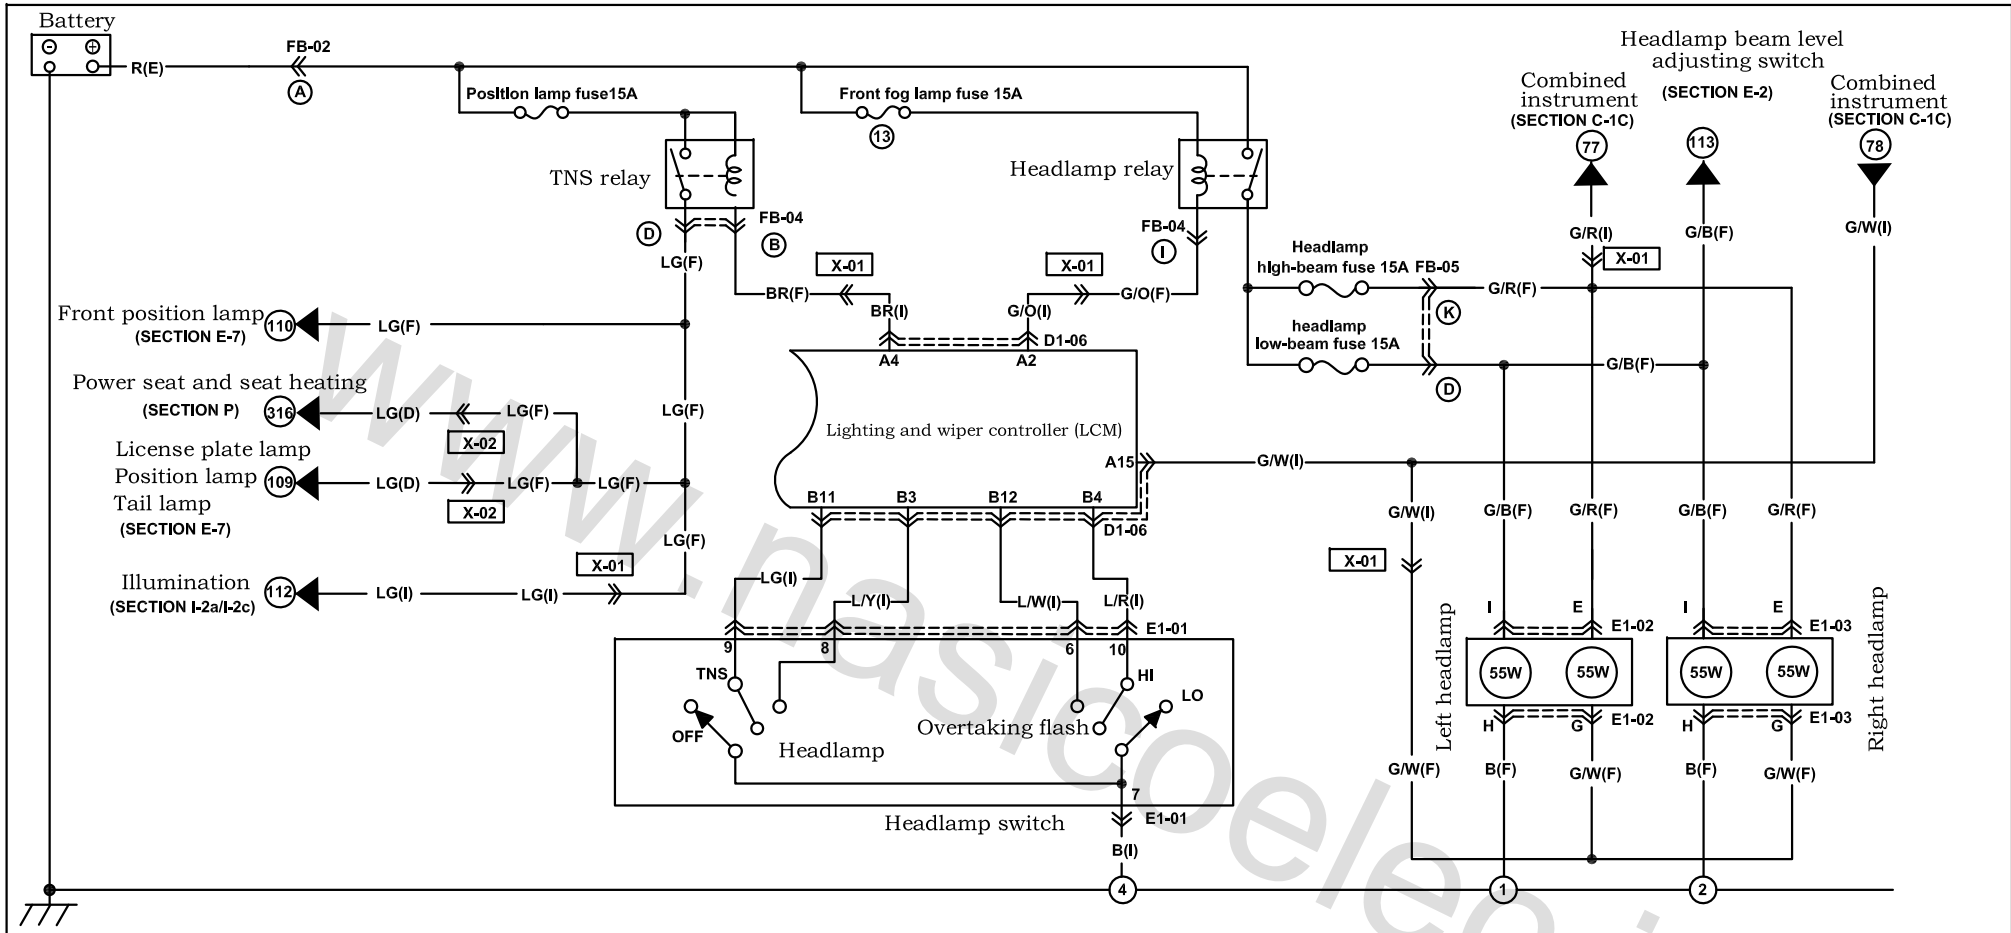 Battery
R(E)
FB-02
A
Position lamp fuse15A
Front fog lamp fuse 15A
13
TNS relay
Headlamp relay
Headlamp beam level
adjusting switch
(SECTION E-2)
Combined
instrument
(SECTION C-1C)
Combined
instrument
(SECTION C-1C)
77
113
78
G/R(I)
G/B(F)
G/W(I)
X-01
D
FB-04
B
FB-04
I
LG(F)
X-01
X-01
BR(F)
G/O(F)
BR(I)
G/O(I)
D1-06
Headlamp
high-beam fuse 15A
FB-05
G/R(F)
K
headlamp
low-beam fuse 15A
G/B(F)
D
Front position lamp
(SECTION E-7)
110
LG(F)
A4
A2
Power seat and seat heating
(SECTION P)
316
LG(D)
LG(F)
LG(F)
X-02
Lighting and wiper controller (LCM)
License plate lamp
Position lamp
Tail lamp
(SECTION E-7)
109
LG(D)
LG(F)
LG(F)
X-02
A15
G/W(I)
B11
B3
B12
B4
D1-06
LG(F)
G/W(I)
G/B(F)
G/R(F)
G/B(F)
G/R(F)
X-01
X-01
Illumination
(SECTION I-2a/I-2c)
112
LG(I)
LG(I)
LG(I)
L/Y(I)
L/W(I)
L/R(I)
E1-01
9
8
6
10
I
E
E1-02
I
E
E1-03
TNS
HI
LO
OFF
Headlamp
Overtaking flash
55W
55W
55W
55W
Left headlamp
Right headlamp
H
G
E1-02
H
G
E1-03
7
Headlamp switch
E1-01
B(I)
G/W(F)
B(F)
G/W(F)
B(F)
G/W(F)
4
1
2
www.nasicoelec.i